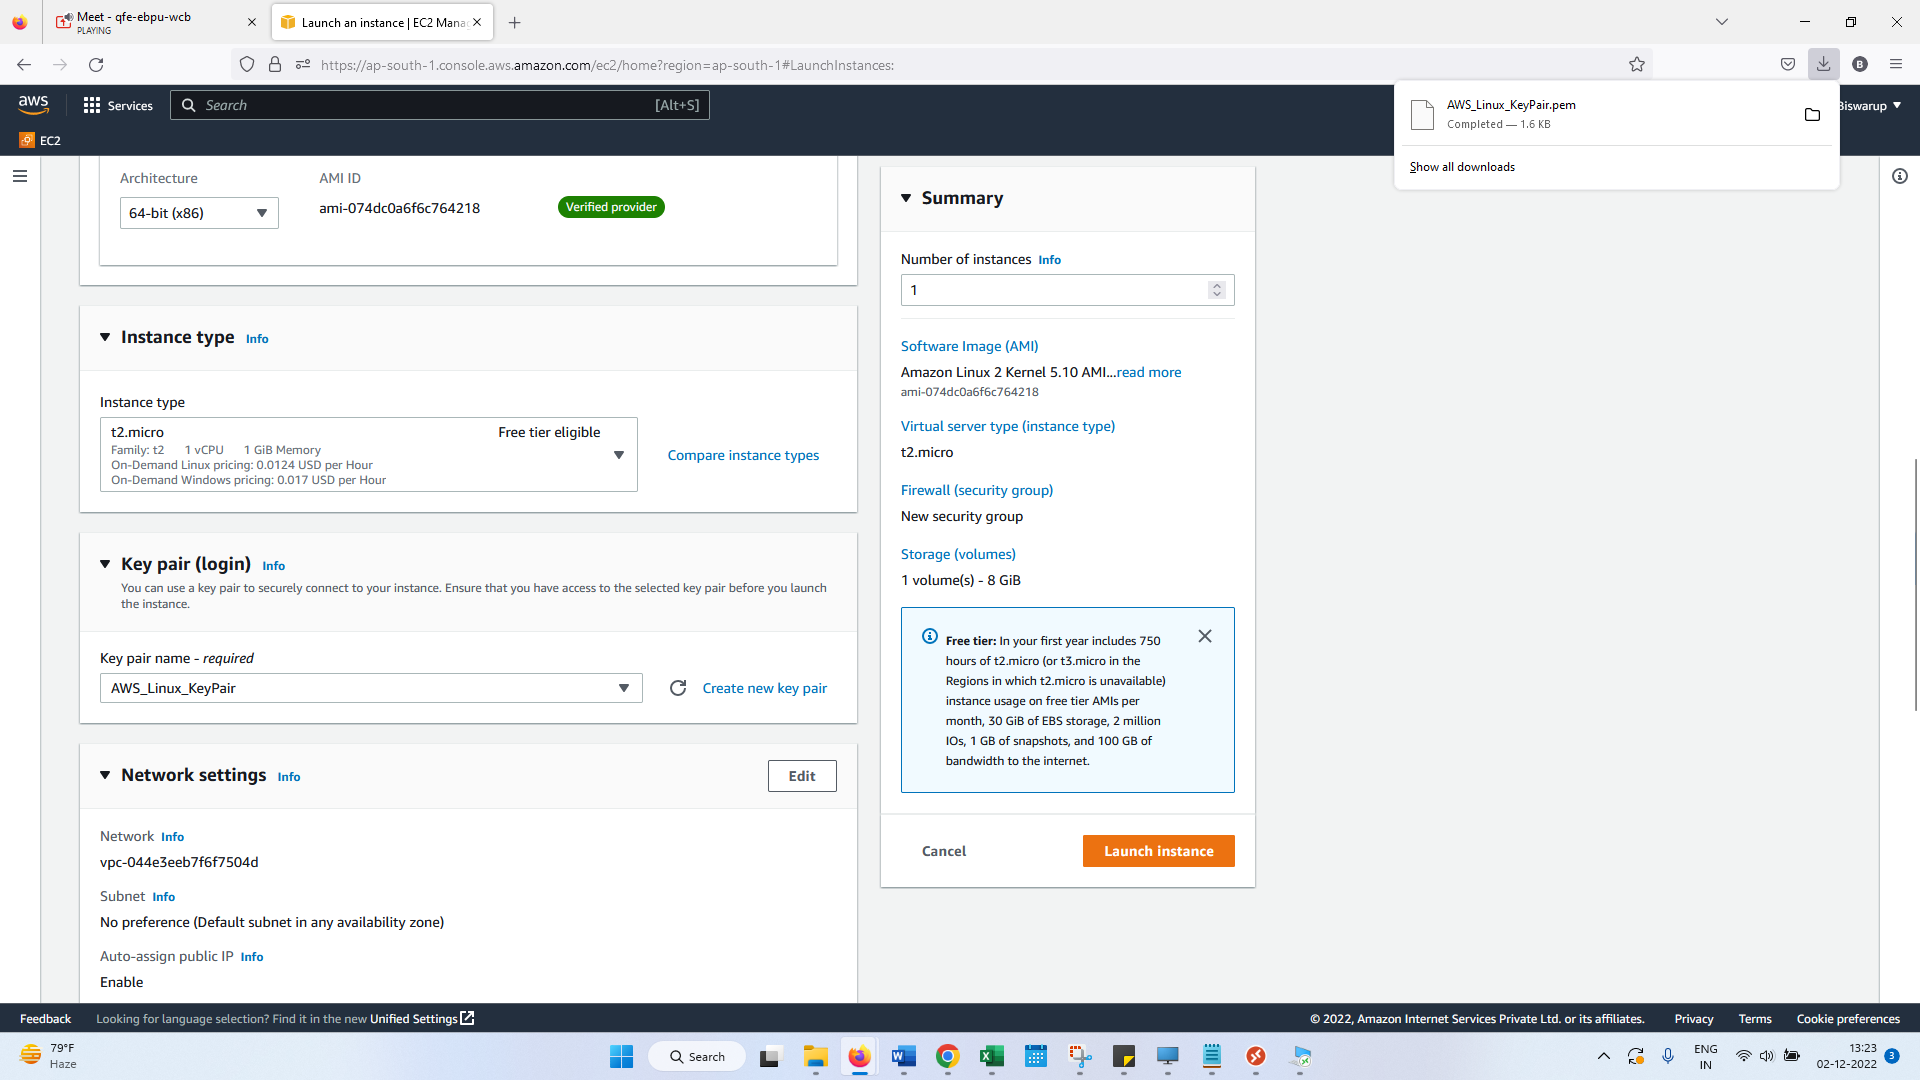 Meet - qfe-ebpu-wcb
PLAYING
Launch an instance | EC2 Mana
https://ap-south-1.console.aws.amazon.com/ec2/home?region=ap-south-1#LaunchInstances:
B
AWS_Linux_KeyPair.pem
Completed — 1.6 KB
Show all downloads
aws
Services
Search
[Alt+S]
Biswarup
EC2
Architecture
AMI ID
64-bit (x86)
ami-074dc0a6f6c764218
Verified provider
Instance type Info
Instance type
t2.micro
Free tier eligible
Family: t2 1 vCPU 1 GiB Memory
On-Demand Linux pricing: 0.0124 USD per Hour
On-Demand Windows pricing: 0.017 USD per Hour
Compare instance types
Key pair (login) Info
You can use a key pair to securely connect to your instance. Ensure that you have access to the selected key pair before you launch
the instance.
Key pair name - required
AWS_Linux_KeyPair
Create new key pair
Network settings Info
Edit
Network Info
vpc-044e3eeb7f6f7504d
Subnet Info
No preference (Default subnet in any availability zone)
Auto-assign public IP Info
Enable
Summary
Number of instances Info
1
Software Image (AMI)
Amazon Linux 2 Kernel 5.10 AMI...read more
ami-074dc0a6f6c764218
Virtual server type (instance type)
t2.micro
Firewall (security group)
New security group
Storage (volumes)
1 volume(s) - 8 GiB
Free tier: In your first year includes 750
hours of t2.micro (or t3.micro in the
Regions in which t2.micro is unavailable)
instance usage on free tier AMIs per
month, 30 GiB of EBS storage, 2 million
IOs, 1 GB of snapshots, and 100 GB of
bandwidth to the internet.
Cancel
Launch instance
Feedback
Looking for language selection? Find it in the new Unified Settings
© 2022, Amazon Internet Services Private Ltd. or its affiliates.
Privacy
Terms
Cookie preferences
79°F
Haze
Search
ENG
IN
13:23
02-12-2022
3